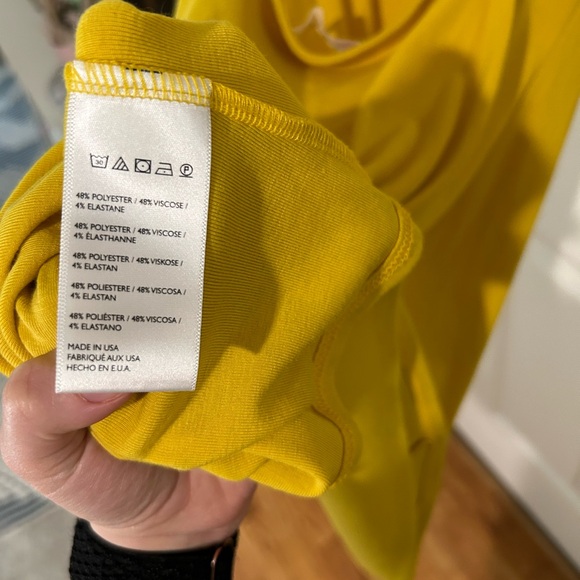 30
P
48% POLYESTER / 48% VISCOSE /
4% ELASTANE
48% POLYESTER / 48% VISCOSE /
4% ÉLASTHANNE
48% POLYESTER / 48% VISKOSE /
4% ELASTAN
48% POLIESTERE / 48% VISCOSA /
4% ELASTAN
48% POLIÉSTER / 48% VISCOSA /
4% ELASTANO
MADE IN USA
FABRIQUÉ AUX USA
HECHO EN E.U.A.